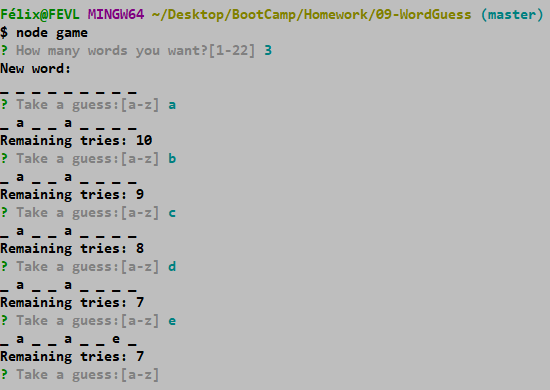 Félix@FEVL MINGW64 ~/Desktop/BootCamp/Homework/09-WordGuess (master)
$ node game
? How many words you want?[1-22] 3
New word:
_ _ _ _ _ _ _ _ _
? Take a guess:[a-z] a
_ a _ _ a _ _ _ _
Remaining tries: 10
? Take a guess:[a-z] b
_ a _ _ a _ _ _ _
Remaining tries: 9
? Take a guess:[a-z] c
_ a _ _ a _ _ _ _
Remaining tries: 8
? Take a guess:[a-z] d
_ a _ _ a _ _ _ _
Remaining tries: 7
? Take a guess:[a-z] e
_ a _ _ a _ _ e _
Remaining tries: 7
? Take a guess:[a-z]